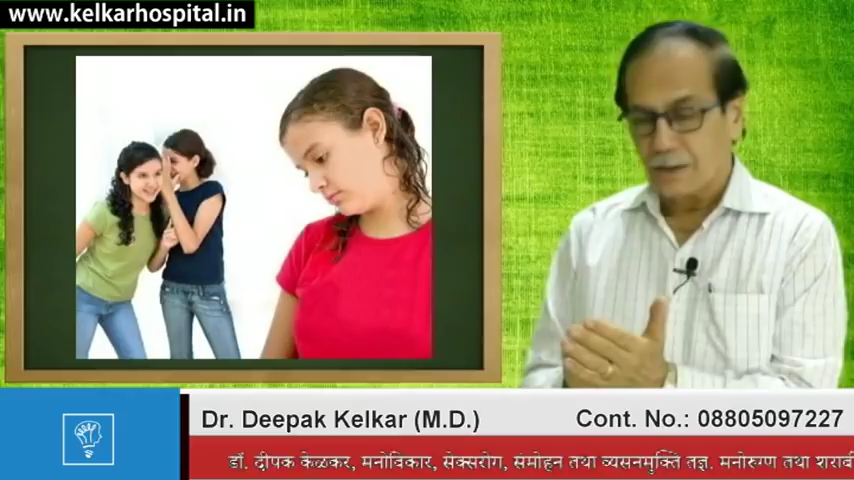 www.kelkarhospital.in
Dr. Deepak Kelkar (M.D.)
Cont. No.: 08805097227
डॉ. दीपक केळकर, मनोविकार, सेक्सरोग, संमोहन तथा व्यसनमुक्ति तज्ञ. मनोरुग्ण तथा शराबी